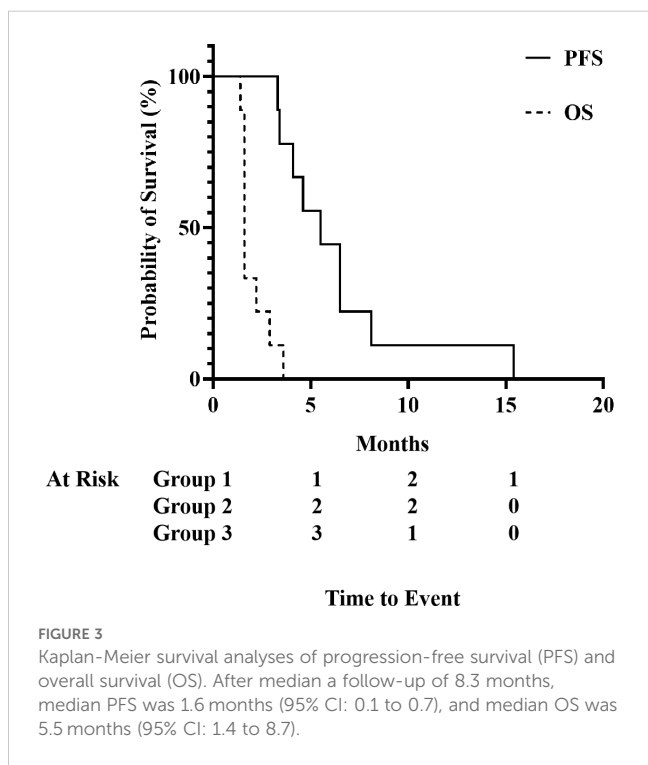 PFS
OS
100
50
0
Probability of Survival (%)
0 5 10 15 20
Months
At Risk Group 1 1 2 1
Group 2 2 2 0
Group 3 3 1 0
Time to Event
FIGURE 3
Kaplan-Meier survival analyses of progression-free survival (PFS) and
overall survival (OS). After median a follow-up of 8.3 months,
median PFS was 1.6 months (95% CI: 0.1 to 0.7), and median OS was
5.5 months (95% CI: 1.4 to 8.7).